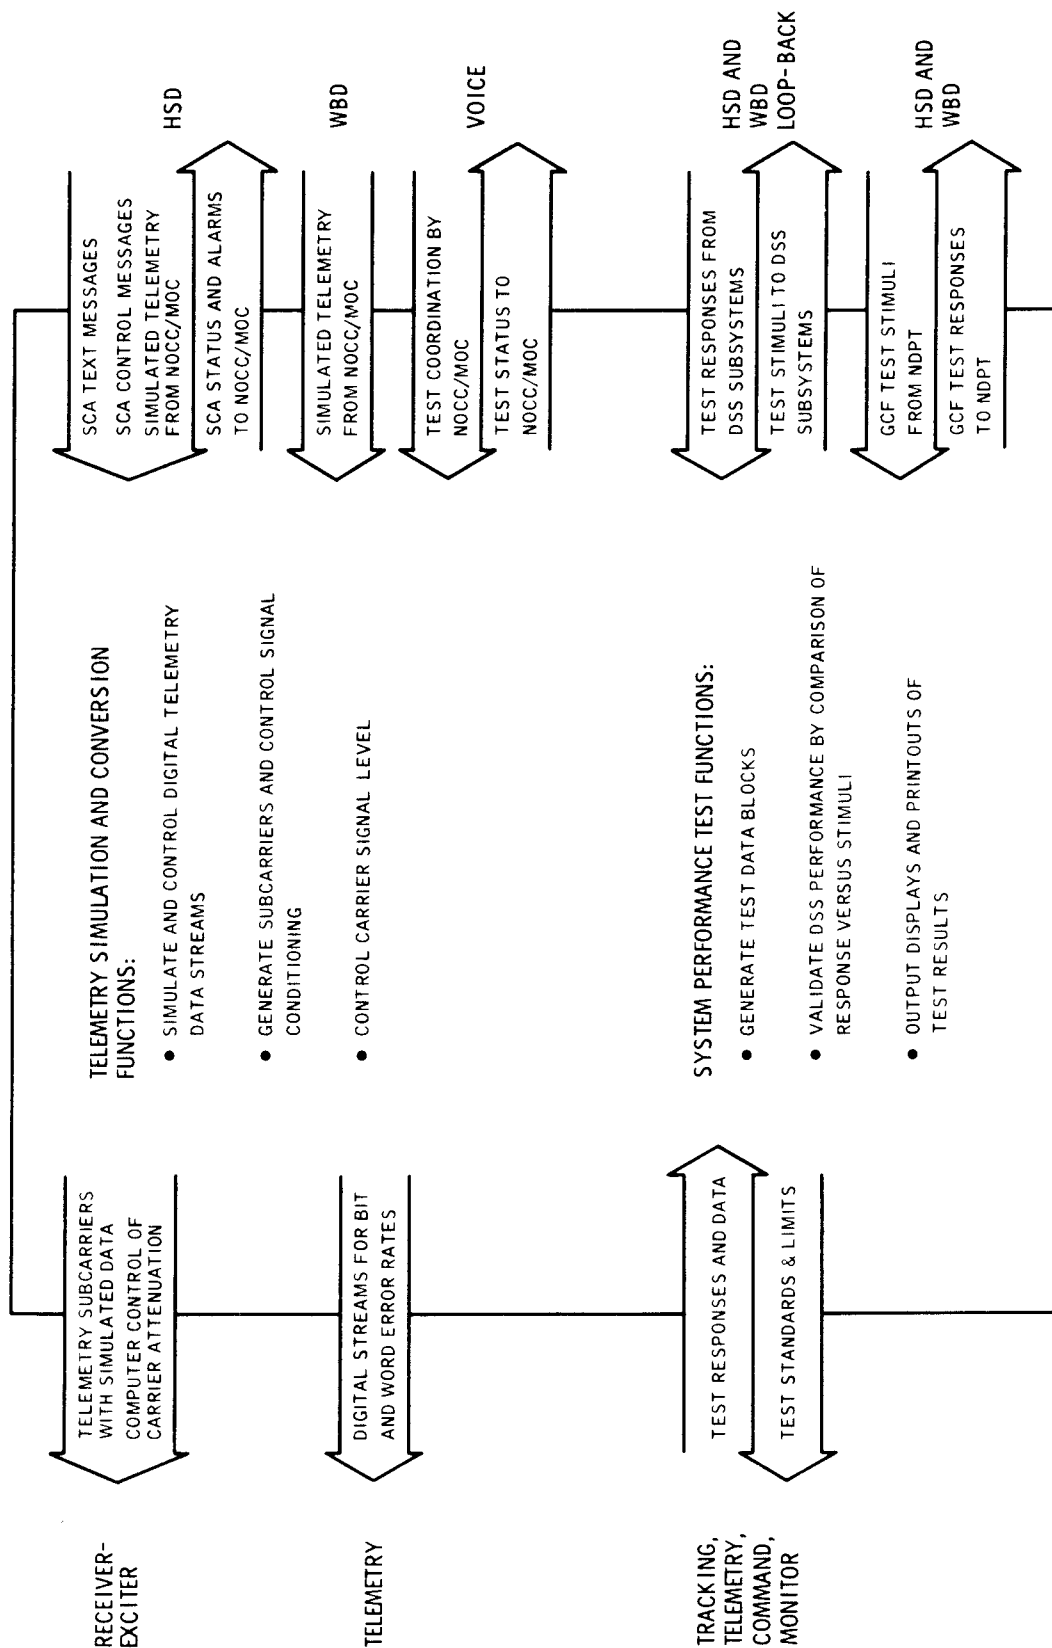 RECEIVER-
EXCITER
TELEMETRY SUBCARRIERS
WITH SIMULATED DATA
COMPUTER CONTROL OF
CARRIER ATTENUATION
TELEMETRY
DIGITAL STREAMS FOR BIT
AND WORD ERROR RATES
TRACKING,
TELEMETRY,
COMMAND,
MONITOR
TEST RESPONSES AND DATA
TEST STANDARDS & LIMITS
TELEMETRY SIMULATION AND CONVERSION
FUNCTIONS:
• SIMULATE AND CONTROL DIGITAL TELEMETRY
DATA STREAMS
• GENERATE SUBCARRIERS AND CONTROL SIGNAL
CONDITIONING
• CONTROL CARRIER SIGNAL LEVEL
SYSTEM PERFORMANCE TEST FUNCTIONS:
• GENERATE TEST DATA BLOCKS
• VALIDATE DSS PERFORMANCE BY COMPARISON OF
RESPONSE VERSUS STIMULI
• OUTPUT DISPLAYS AND PRINTOUTS OF
TEST RESULTS
SCA TEXT MESSAGES
SCA CONTROL MESSAGES
SIMULATED TELEMETRY
FROM NOCC/MOC
SCA STATUS AND ALARMS
TO NOCC/MOC
HSD
SIMULATED TELEMETRY
FROM NOCC/MOC
WBD
TEST COORDINATION BY
NOCC/MOC
TEST STATUS TO
NOCC/MOC
VOICE
TEST RESPONSES FROM
DSS SUBSYSTEMS
TEST STIMULI TO DSS
SUBSYSTEMS
HSD AND
WBD
LOOP-BACK
GCF TEST STIMULI
FROM NDPT
GCF TEST RESPONSES
TO NDPT
HSD AND
WBD